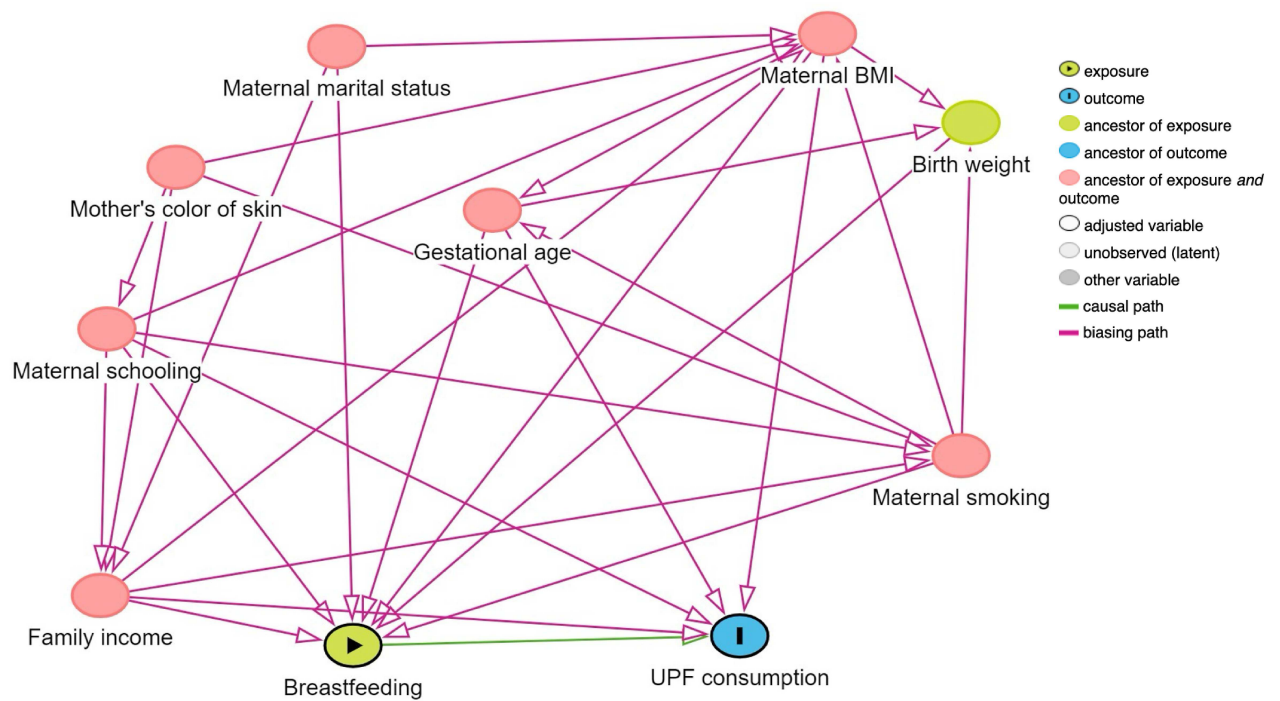 Maternal marital status
Maternal BMI
Birth weight
Mother's color of skin
Gestational age
Maternal schooling
Maternal smoking
Family income
Breastfeeding
UPF consumption
exposure
outcome
ancestor of exposure
ancestor of outcome
ancestor of exposure and
outcome
adjusted variable
unobserved (latent)
other variable
causal path
biasing path